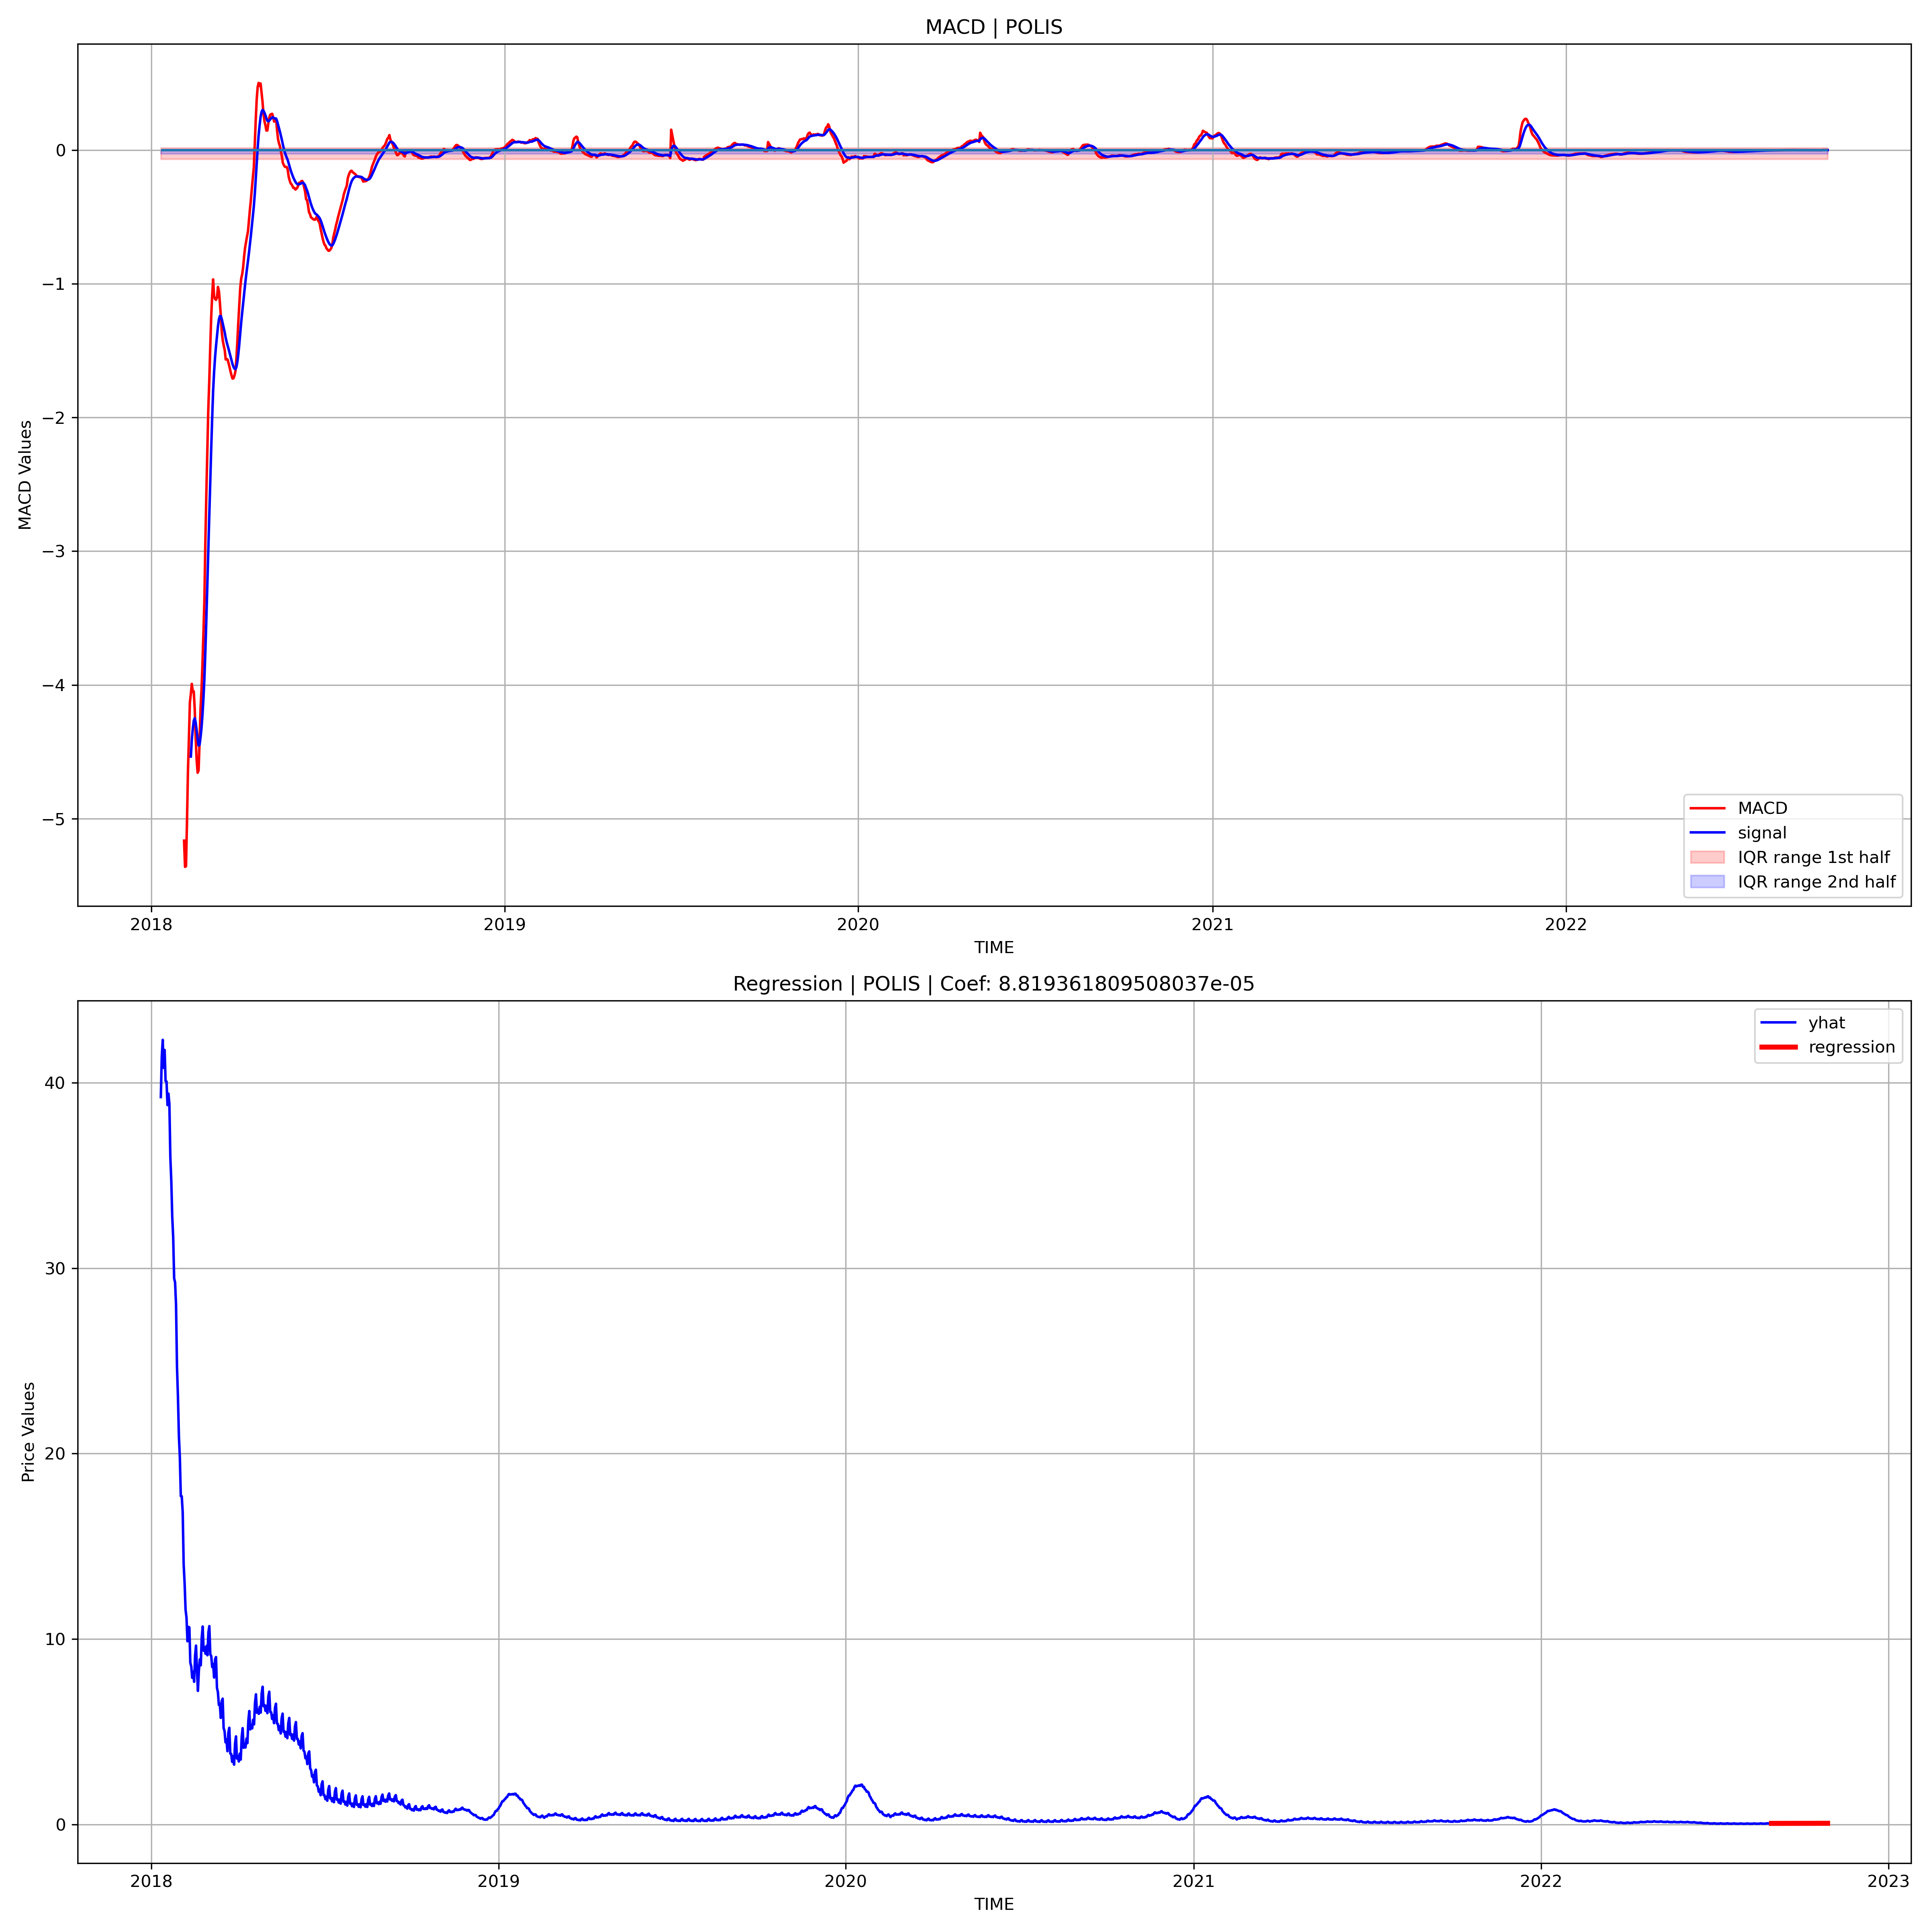 MACD | POLIS
0
−1
−2
−3
−4
−5
MACD Values
MACD
signal
IQR range 1st half
IQR range 2nd half
2018 2019 2020 2021 2022
TIME
Regression | POLIS | Coef: 8.819361809508037e-05
yhat
regression
40
30
20
10
0
Price Values
2018 2019 2020 2021 2022 2023
TIME